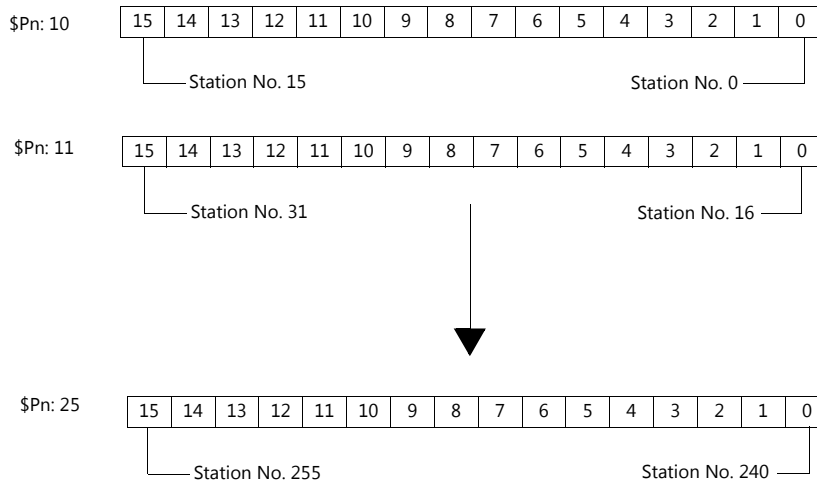 $Pn: 10 15 14 13 12 11 10 9 8 7 6 5 4 3 2 1 0
Station No. 15 Station No. 0
$Pn: 11 15 14 13 12 11 10 9 8 7 6 5 4 3 2 1 0
Station No. 31 Station No. 16
$Pn: 25 15 14 13 12 11 10 9 8 7 6 5 4 3 2 1 0
Station No. 255 Station No. 240